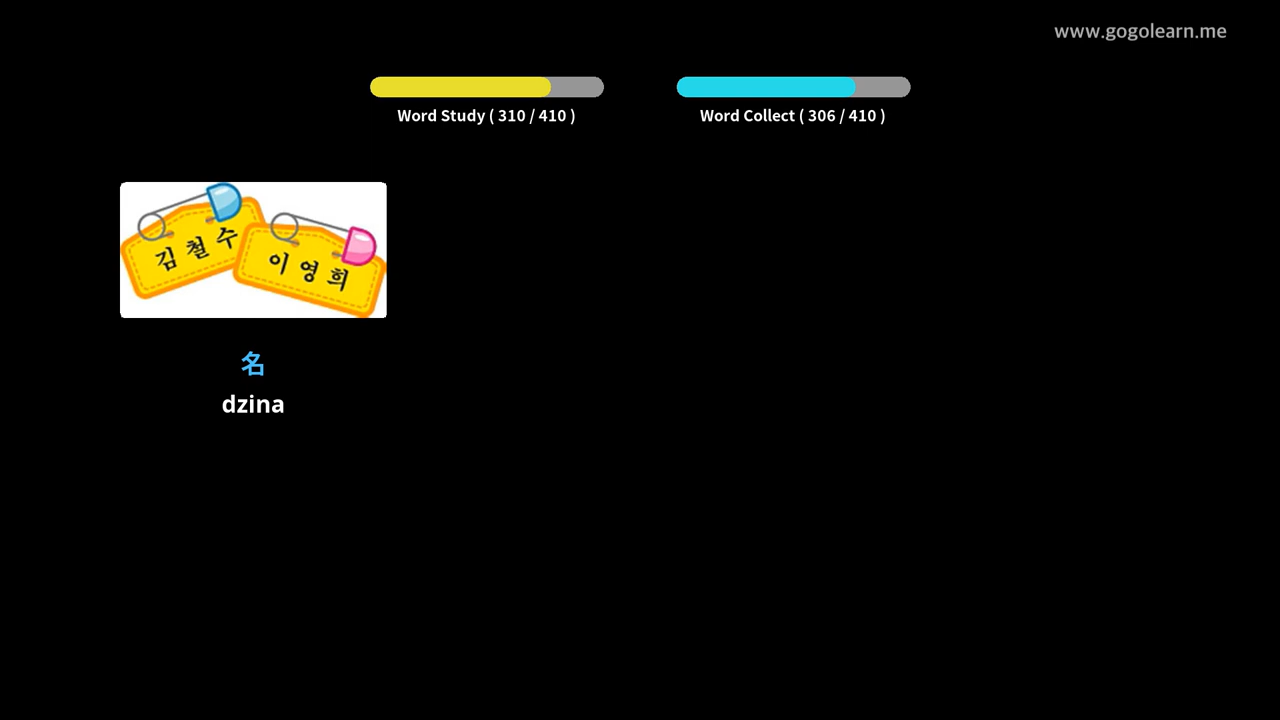 www.gogolearn.me
Word Study ( 310 / 410 )
Word Collect ( 306 / 410 )
김철수
이영희
名
dzina